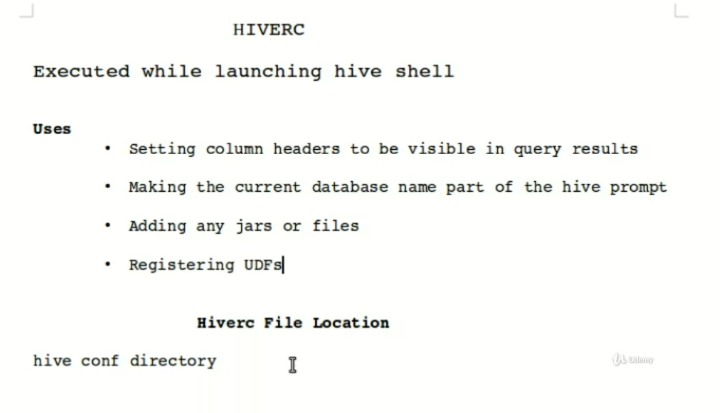 HIVERC
Executed while launching hive shell
Uses
• Setting column headers to be visible in query results
• Making the current database name part of the hive prompt
• Adding any jars or files
• Registering UDFs
Hiverc File Location
hive conf directory
Udemy